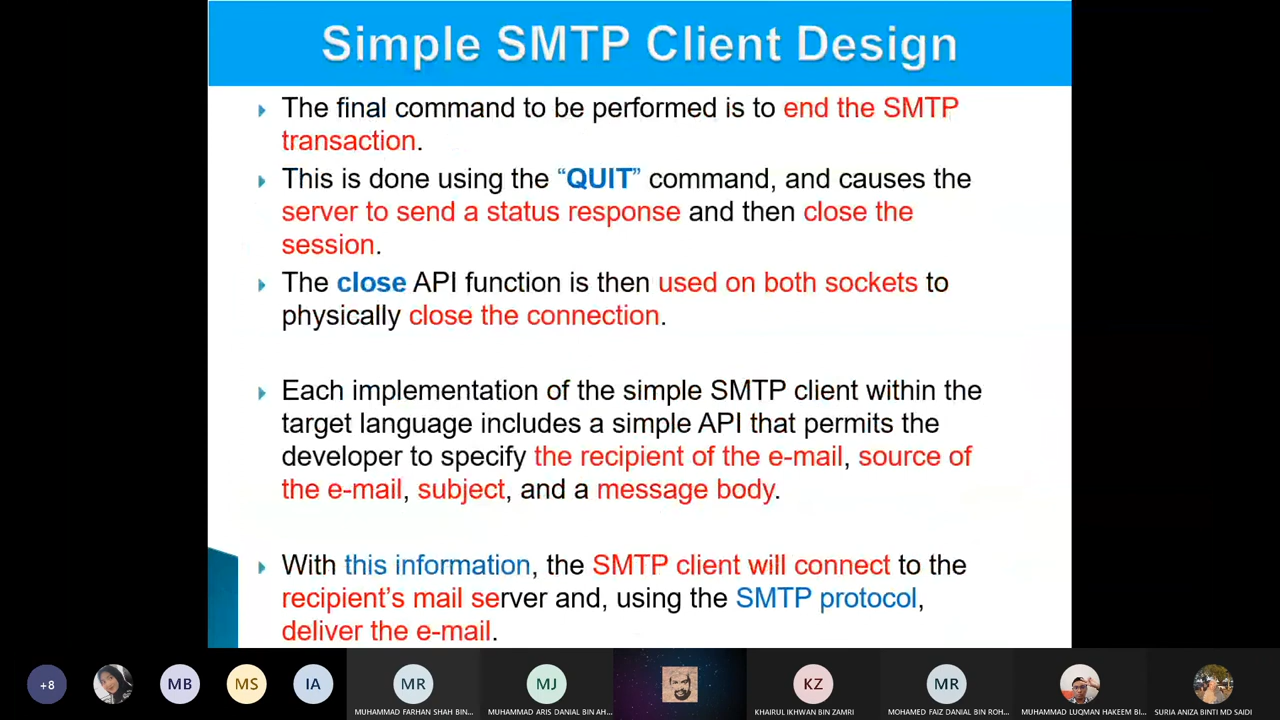 Simple SMTP Client Design
The final command to be performed is to end the SMTP
transaction.
This is done using the “QUIT” command, and causes the
server to send a status response and then close the
session.
The close API function is then used on both sockets to
physically close the connection.
Each implementation of the simple SMTP client within the
target language includes a simple API that permits the
developer to specify the recipient of the e-mail, source of
the e-mail, subject, and a message body.
With this information, the SMTP client will connect to the
recipient’s mail server and, using the SMTP protocol,
deliver the e-mail.
+8 MB MS IA MR MJ KZ MR
MUHAMMAD FARHAN SHAH BIN... MUHAMMAD ARIS DANIAL BIN AH... KHAIRUL IKHWAN BIN ZAMRI MOHAMED FAIZ DANIAL BIN ROH... MUHAMMAD LUQMAN HAKEEM BI... SURIA ANIZA BINTI MD SAIDI